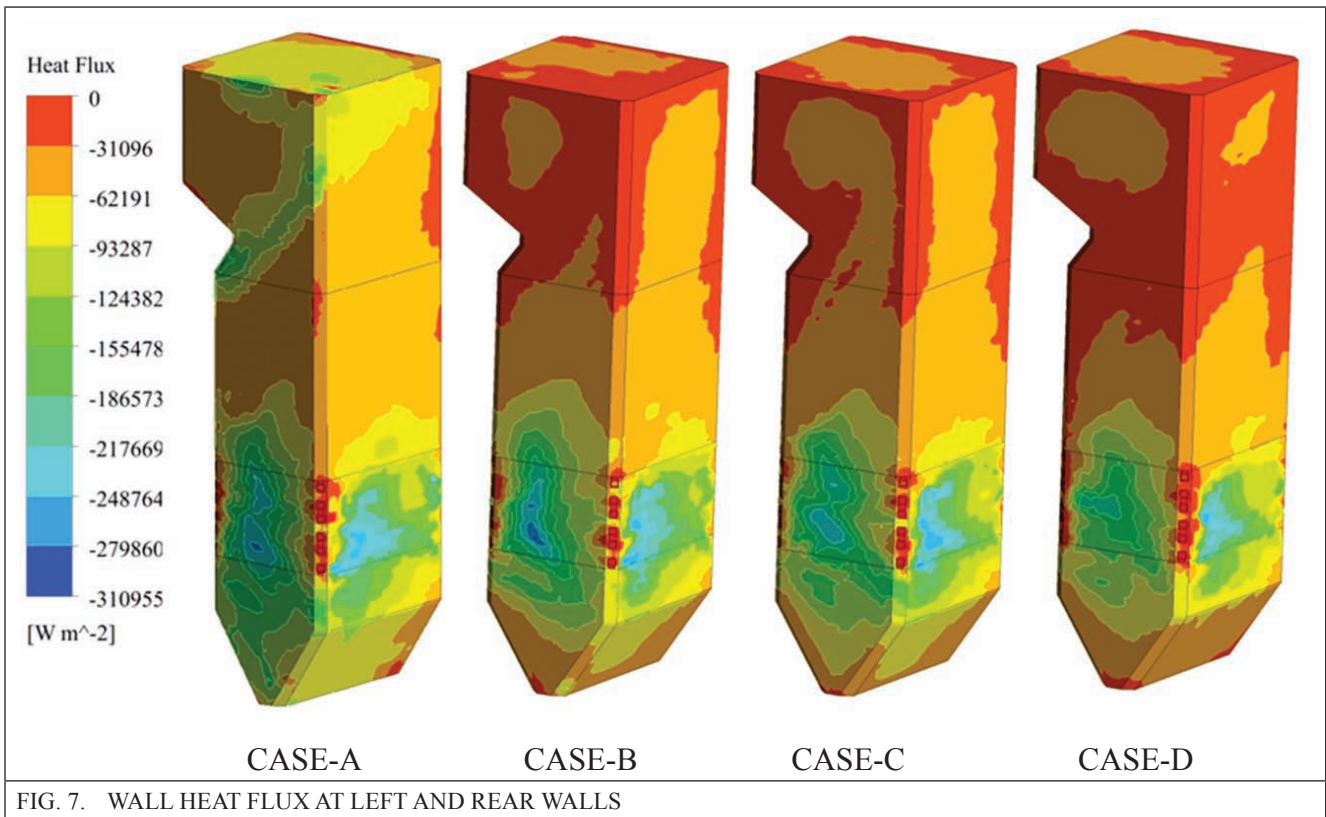 Heat Flux
0
-31096
-62191
-93287
-124382
-155478
-186573
-217669
-248764
-279860
-310955
[W m^-2]
CASE-A CASE-B CASE-C CASE-D
FIG. 7. WALL HEAT FLUX AT LEFT AND REAR WALLS